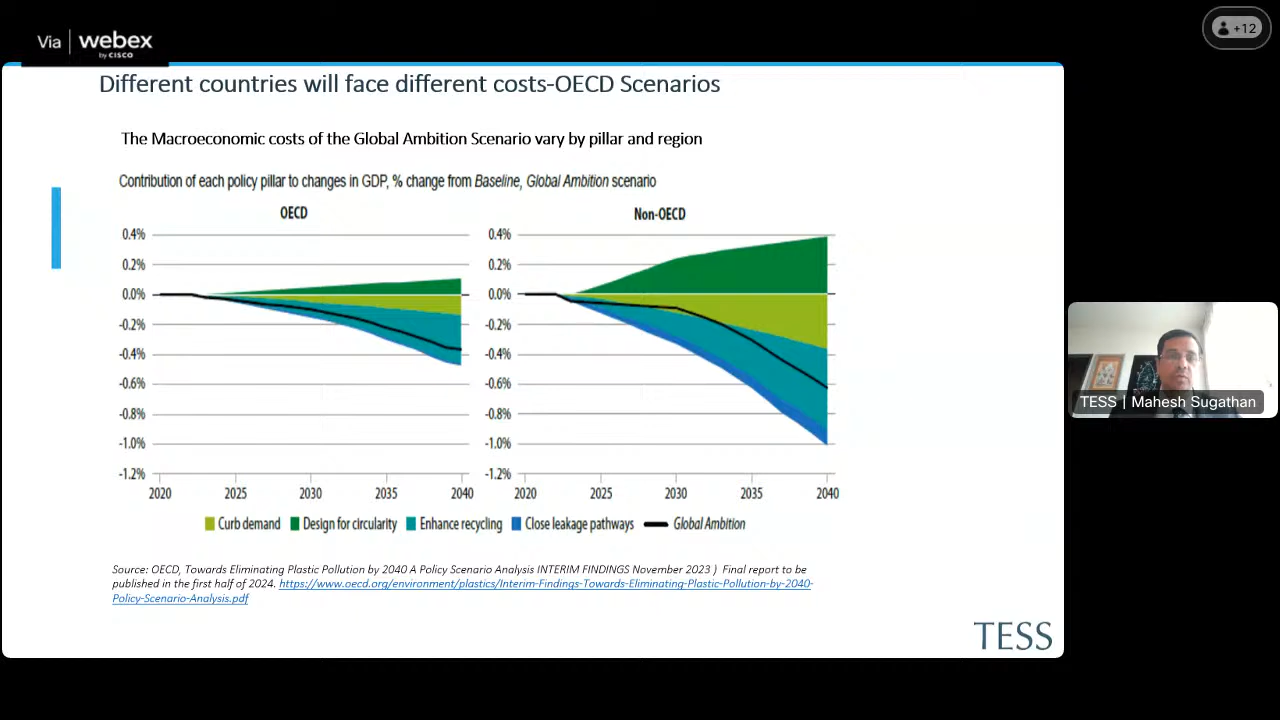 Via webex
by CISCO
+12
Different countries will face different costs-OECD Scenarios
The Macroeconomic costs of the Global Ambition Scenario vary by pillar and region
Contribution of each policy pillar to changes in GDP, % change from Baseline, Global Ambition scenario
OECD
0.4%
0.2%
0.0%
-0.2%
-0.4%
-0.6%
-0.8%
-1.0%
-1.2%
2020 2025 2030 2035 2040
Non-OECD
0.4%
0.2%
0.0%
-0.2%
-0.4%
-0.6%
-0.8%
-1.0%
-1.2%
2020 2025 2030 2035 2040
Curb demand Design for circularity Enhance recycling Close leakage pathways Global Ambition
Source: OECD, Towards Eliminating Plastic Pollution by 2040 A Policy Scenario Analysis INTERIM FINDINGS November 2023 ) Final report to be
published in the first half of 2024. https://www.oecd.org/environment/plastics/Interim-Findings-Towards-Eliminating-Plastic-Pollution-by-2040-
Policy-Scenario-Analysis.pdf
TESS
TESS | Mahesh Sugathan